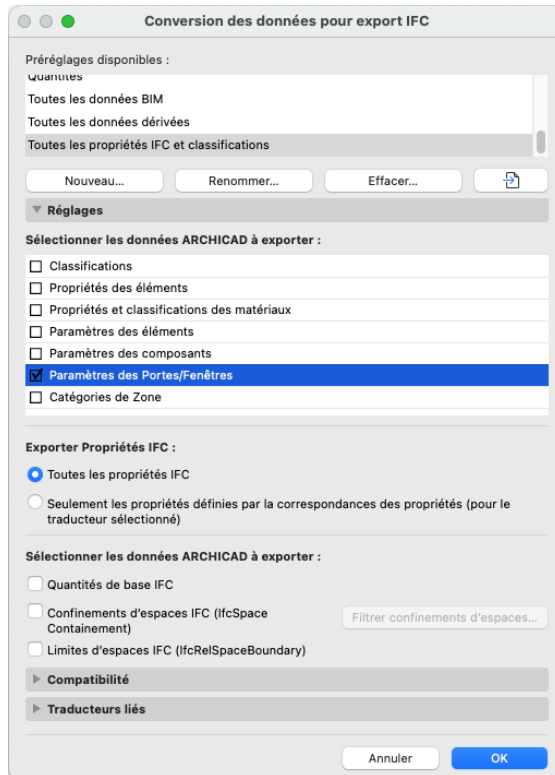 Conversion des données pour export IFC
Préréglages disponibles :
Quantités
Toutes les données BIM
Toutes les données dérivées
Toutes les propriétés IFC et classifications
Nouveau... Renommer... Effacer...
Réglages
Sélectionner les données ARCHICAD à exporter :
Classifications
Propriétés des éléments
Propriétés et classifications des matériaux
Paramètres des éléments
Paramètres des composants
Paramètres des Portes/Fenêtres
Catégories de Zone
Exporter Propriétés IFC :
Toutes les propriétés IFC
Seulement les propriétés définies par la correspondances des propriétés (pour le
traducteur sélectionné)
Sélectionner les données ARCHICAD à exporter :
Quantités de base IFC
Confinements d'espaces IFC (IfcSpace
Containement)
Filtrer confinements d'espaces...
Limites d'espaces IFC (IfcRelSpaceBoundary)
Compatibilité
Traducteurs liés
Annuler OK